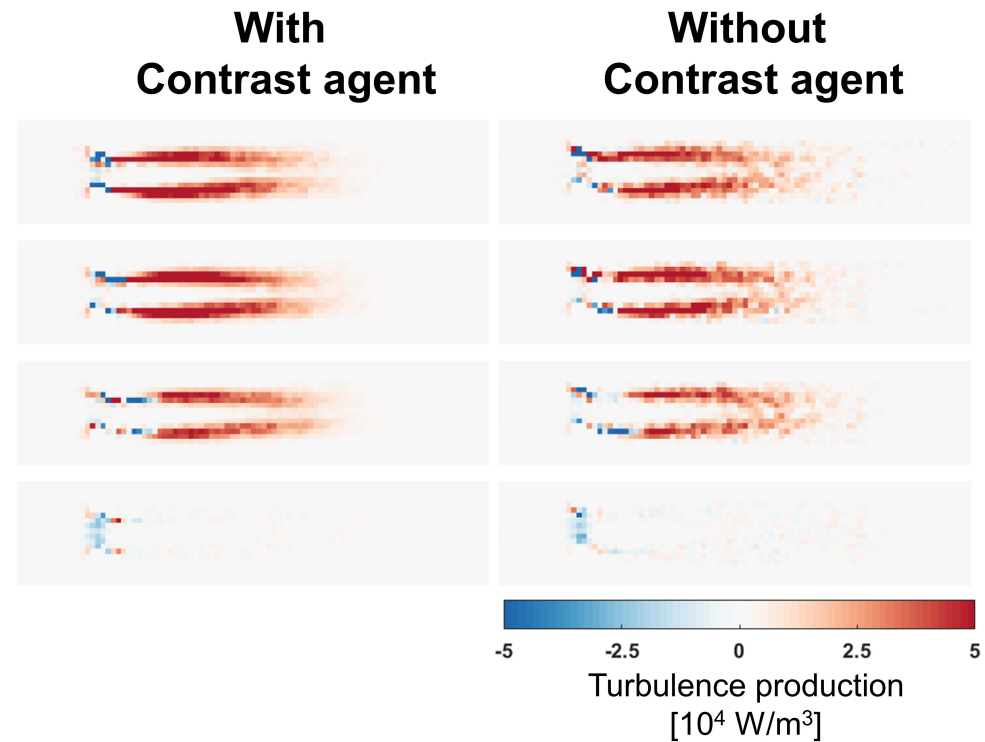 With
Contrast agent
Without
Contrast agent
-5 -2.5 0 2.5 5
Turbulence production
[10⁴ W/m³]